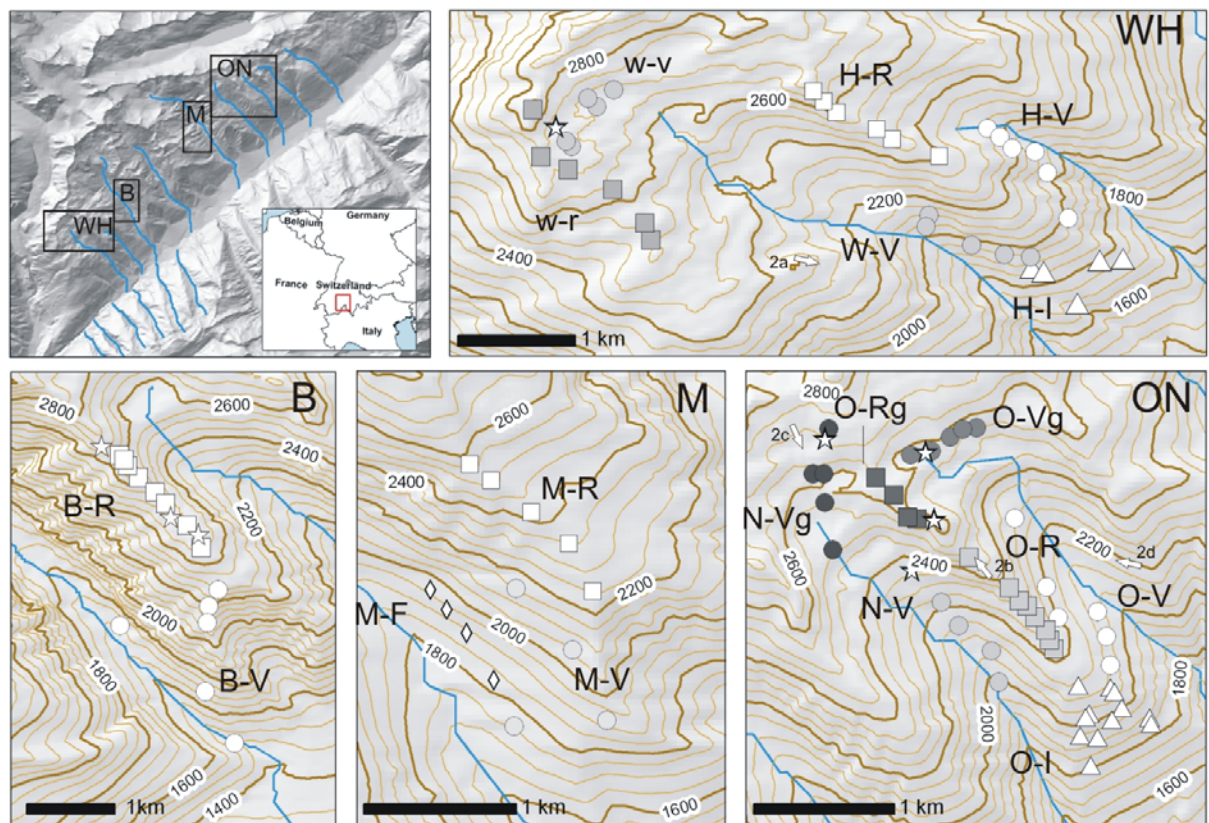 ON
M
B
WH
Belgium
Germany
France
Switzerland
Italy
WH
2800
w-v
H-R
2600
H-V
1800
2200
w-r
W-V
2a
2400
H-I
1600
2000
1 km
B
2800
2600
2400
B-R
2200
2000
B-V
1800
1600
1400
1km
M
2600
2400
M-R
2200
M-F
2000
1800
M-V
1600
1 km
ON
2800
O-Rg
2c
O-Vg
N-Vg
O-R
2200
2d
2600
2400
2b
N-V
O-V
1800
2000
O-I
1600
1 km